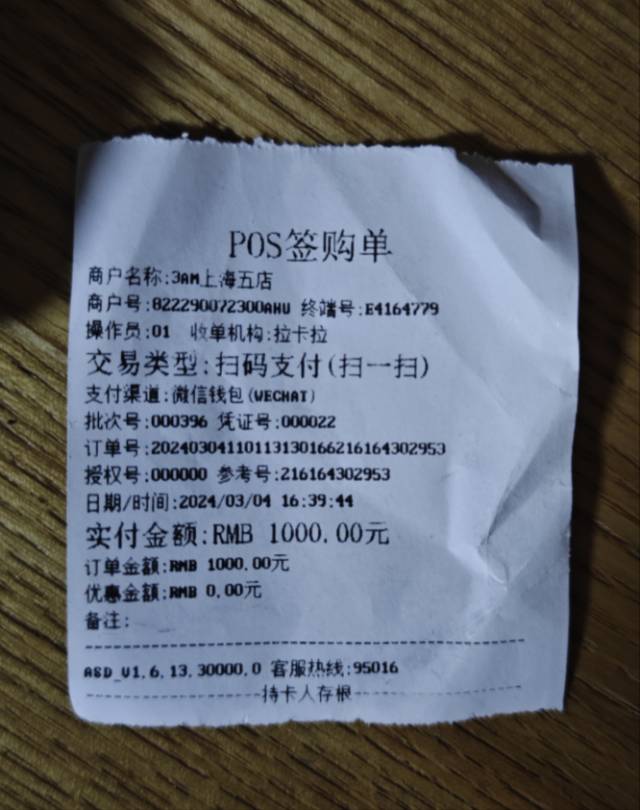 POS签购单
商户名称:3AM上海五店
商户号:822290072300AHU 终端号:E4164779
操作员:01 收单机构:拉卡拉
交易类型:扫码支付(扫一扫)
支付渠道:微信钱包(WECHAT)
批次号:000396 凭证号:000022
订单号:20240304110113130166216164302953
授权号:000000 参考号:216164302953
日期/时间:2024/03/04 16:39:44
实付金额:RMB 1000.00元
订单金额:RMB 1000.00元
优惠金额:RMB 0.00元
备注:
ASD_V1.6.13.30000.0 客服热线:95016
持卡人存根